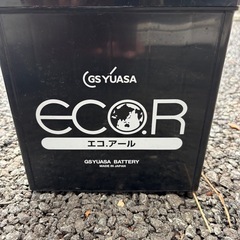 GS YUASA
ECO.R
エコ.アール
GS YUASA BATTERY
MADE IN JAPAN